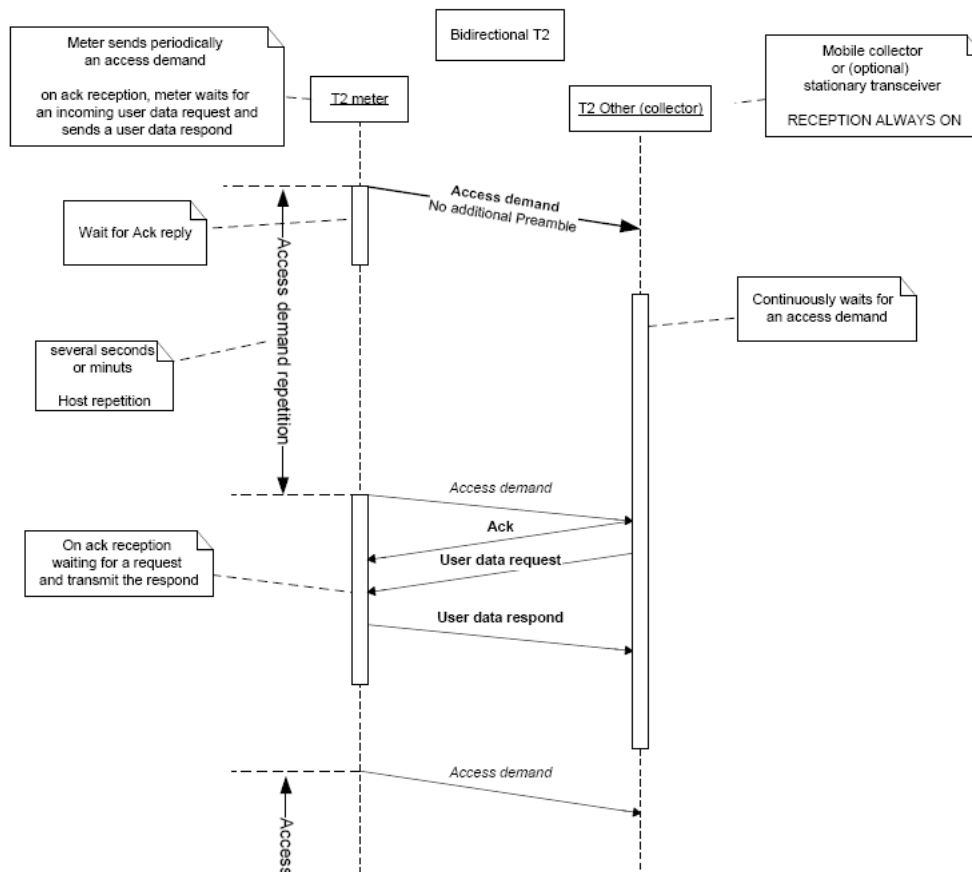 Bidirectional T2
Meter sends periodically
an access demand
on ack reception, meter waits for
an incoming user data request and
sends a user data respond
T2 meter
T2 Other (collector)
Mobile collector
or (optional)
stationary transceiver
RECEPTION ALWAYS ON
Access demand
No additional Preamble
Wait for Ack reply
Access demand repetition
Continuously waits for
an access demand
several seconds
or minuts
Host repetition
Access demand
Ack
User data request
On ack reception
waiting for a request
and transmit the respond
User data respond
Access demand
Access